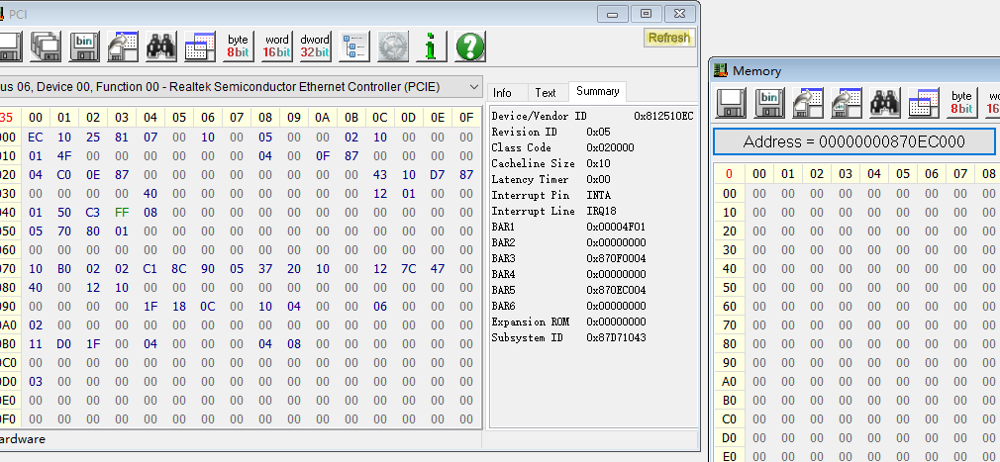 PCI
bin
byte 8bit
word 16bit
dword 32bit
Refresh
us 06, Device 00, Function 00 - Realtek Semiconductor Ethernet Controller (PCIE)
35 00 01 02 03 04 05 06 07 08 09 0A 0B 0C 0D 0E 0F
000 EC 10 25 81 07 00 10 00 05 00 00 02 10 00 00 00
010 01 4F 00 00 00 00 00 00 04 00 0F 87 00 00 00 00
020 04 C0 0E 87 00 00 00 00 00 00 00 00 43 10 D7 87
030 00 00 00 00 40 00 00 00 00 00 00 00 12 01 00 00
040 01 50 C3 FF 08 00 00 00 00 00 00 00 00 00 00 00
050 05 70 80 01 00 00 00 00 00 00 00 00 00 00 00 00
060 00 00 00 00 00 00 00 00 00 00 00 00 00 00 00 00
070 10 B0 02 02 C1 8C 90 05 37 20 10 00 12 7C 47 00
080 40 00 12 10 00 00 00 00 00 00 00 00 00 00 00 00
090 00 00 00 00 1F 18 0C 00 10 04 00 00 06 00 00 00
0A0 02 00 00 00 00 00 00 00 00 00 00 00 00 00 00 00
0B0 11 D0 1F 00 04 00 00 00 04 08 00 00 00 00 00 00
0C0 00 00 00 00 00 00 00 00 00 00 00 00 00 00 00 00
0D0 03 00 00 00 00 00 00 00 00 00 00 00 00 00 00 00
0E0 00 00 00 00 00 00 00 00 00 00 00 00 00 00 00 00
0F0 00 00 00 00 00 00 00 00 00 00 00 00 00 00 00 00
ardware
Info Text Summary
Device/Vendor ID 0x812510EC
Revision ID 0x05
Class Code 0x020000
Cacheline Size 0x10
Latency Timer 0x00
Interrupt Pin INTA
Interrupt Line IRQ18
BAR1 0x00004F01
BAR2 0x00000000
BAR3 0x870F0004
BAR4 0x00000000
BAR5 0x870EC004
BAR6 0x00000000
Expansion ROM 0x00000000
Subsystem ID 0x87D71043
Memory
bin
byte 8bit
wo 16
Address = 00000000870EC000
0 00 01 02 03 04 05 06 07 08
00 00 00 00 00 00 00 00 00 00
10 00 00 00 00 00 00 00 00 00
20 00 00 00 00 00 00 00 00 00
30 00 00 00 00 00 00 00 00 00
40 00 00 00 00 00 00 00 00 00
50 00 00 00 00 00 00 00 00 00
60 00 00 00 00 00 00 00 00 00
70 00 00 00 00 00 00 00 00 00
80 00 00 00 00 00 00 00 00 00
90 00 00 00 00 00 00 00 00 00
A0 00 00 00 00 00 00 00 00 00
B0 00 00 00 00 00 00 00 00 00
C0 00 00 00 00 00 00 00 00 00
D0 00 00 00 00 00 00 00 00 00
E0 00 00 00 00 00 00 00 00 00